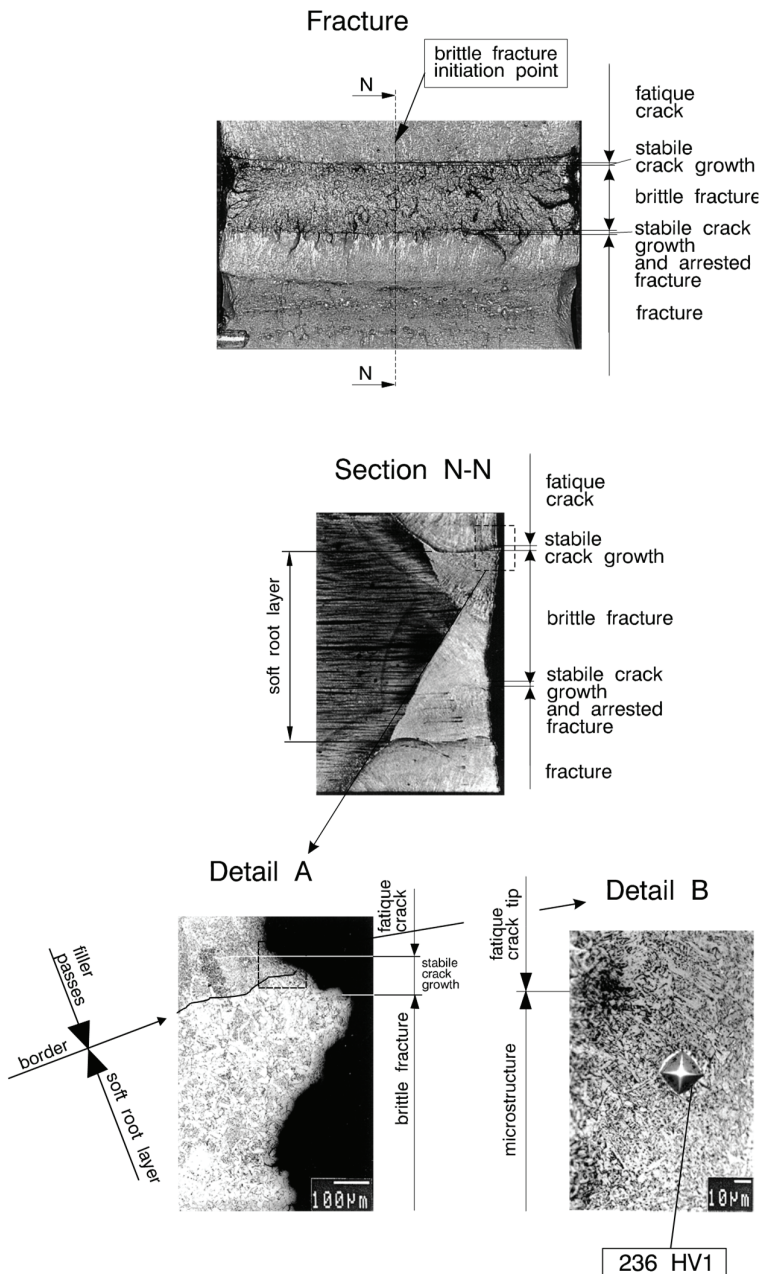 Fracture
brittle fracture
initiation point
N
fatique
crack
stabile
crack growth
brittle fracture
stabile crack
growth
and arrested
fracture
fracture
N
Section N-N
fatique
crack
stabile
crack growth
soft root layer
brittle fracture
stabile crack
growth
and arrested
fracture
fracture
Detail A
Detail B
fatique
crack
fatique
crack tip
stabile
crack
growth
filler
passes
border
soft root layer
brittle fracture
microstructure
100µm
10µm
236 HV1